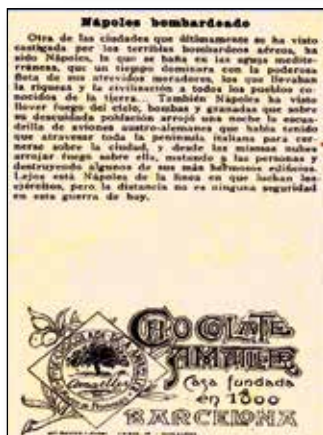 Nápoles bombardeado
Otra de las ciudades que últimamente se ha visto
castigada por los terribles bombardeos aéreos, ha
sido Nápoles, la que se baña en las aguas medite-
rráneas, que un tiempo dominara con la poderosa
flota de sus atrevidos mercaderes, los que llevaban
la riqueza y la civilización a todos los pueblos co-
nocidos de la tierra... También Nápoles ha visto
llover fuego del cielo, bombas y granadas que sobre
su descuidada población arrojó una noche la escua-
drilla de aviones austro-alemanes que había tenido
que atravesar toda la península italiana para cer-
nerse sobre la ciudad, y desde las mismas nubes
arrojar fuego sobre ella, matando a las personas y
destruyendo algunos de sus más hermosos edificios.
Lejos está Nápoles de la línea en que luchan los
ejércitos, pero la distancia no es ninguna seguridad
en esta guerra de hoy.
CHOCOLATE
AMATLLER
Casa fundada
en 1800
BARCELONA
Amatller